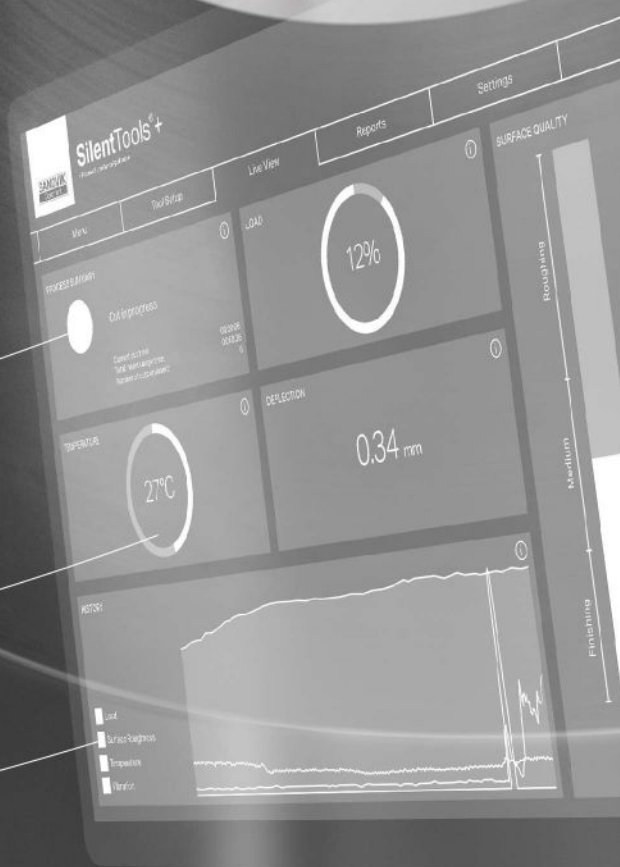 SilentTools®+
SANDVIK
Menu
Tool Setup
Live View
Reports
Settings
PROCESS SUMMARY
Cut in progress
LOAD
12%
SURFACE QUALITY
Roughing
Medium
Finishing
TEMPERATURE
27°C
DEFLECTION
0.34 mm
HISTORY
Load
Surface Roughness
Temperature
Vibration